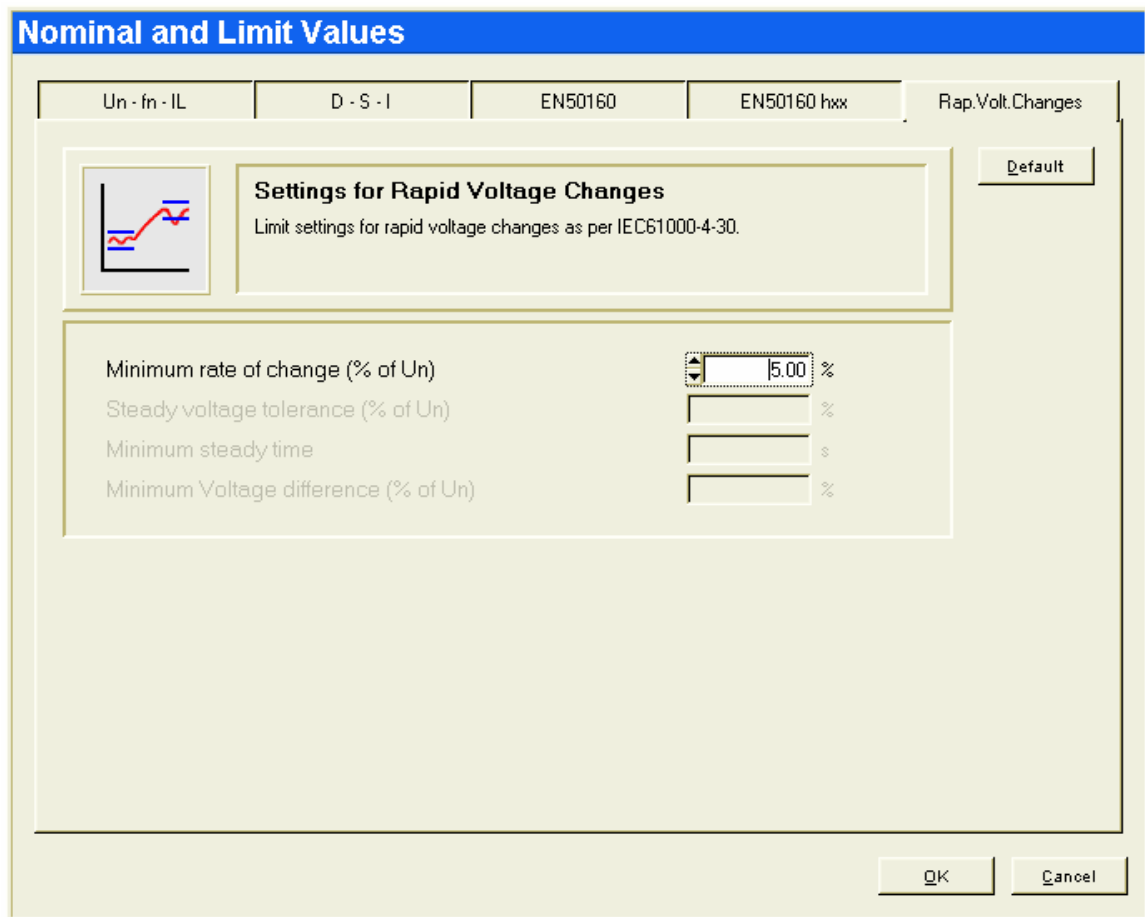 Nominal and Limit Values
Un - fn - IL
D - S - I
EN50160
EN50160 hxx
Rap.Volt.Changes
Settings for Rapid Voltage Changes
Limit settings for rapid voltage changes as per IEC61000-4-30.
Default
Minimum rate of change (% of Un) 5.00 %
Steady voltage tolerance (% of Un) %
Minimum steady time s
Minimum Voltage difference (% of Un) %
OK
Cancel